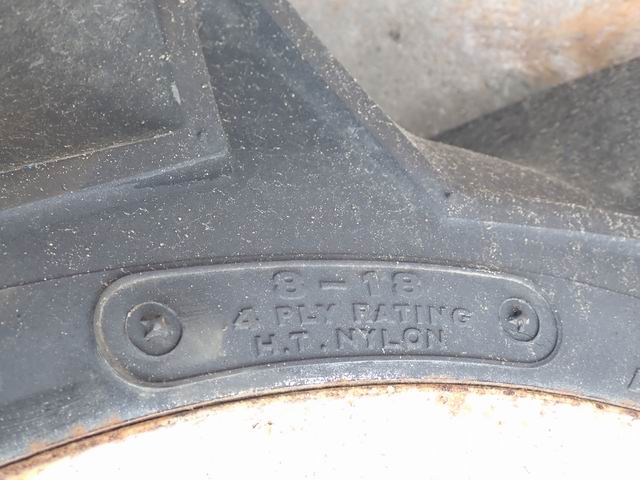 8-18
4 PLY RATING
H.T. NYLON